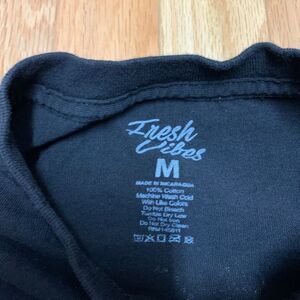 Fresh
Vibes
M
MADE IN NICARAGUA
100% Cotton
Machine Wash Cold
With Like Colors
Do Not Bleach
Tumble Dry Low
Do Not Iron
Do Not Dry Clean